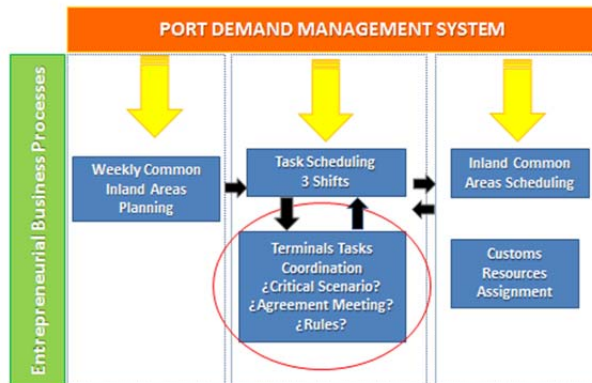 PORT DEMAND MANAGEMENT SYSTEM
Entrepreneurial Business Processes
Weekly Common
Inland Areas
Planning
Task Scheduling
3 Shifts
Inland Common
Areas Scheduling
Terminals Tasks
Coordination
¿Critical Scenario?
¿Agreement Meeting?
¿Rules?
Customs
Resources
Assignment